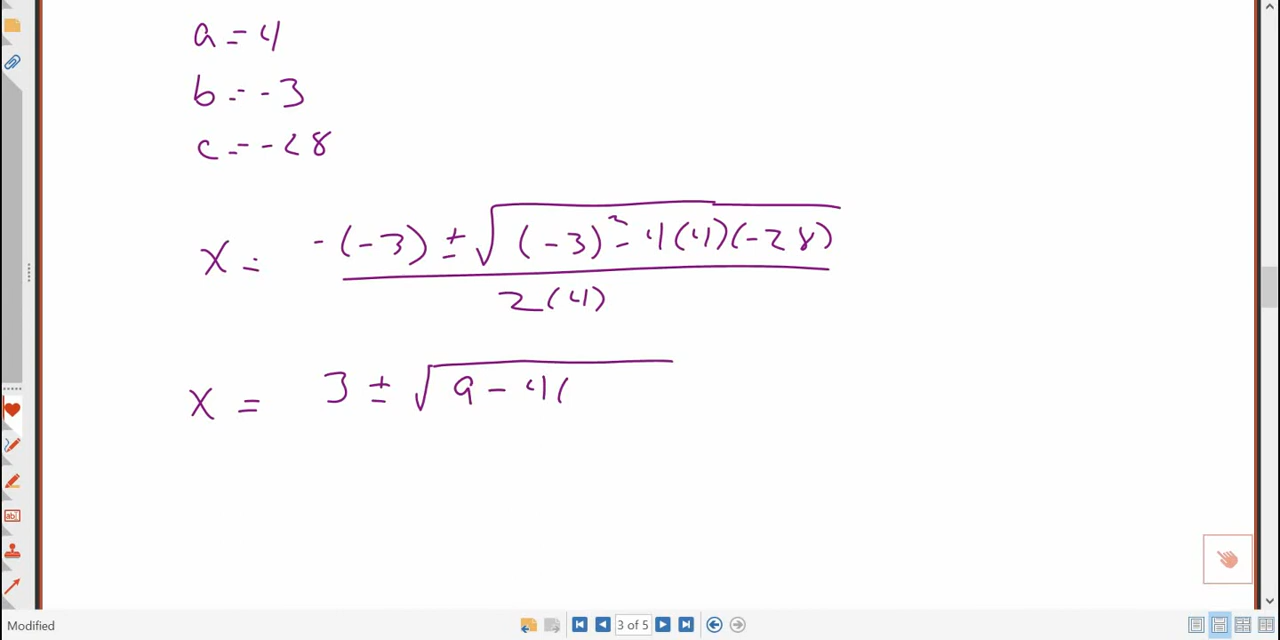 a = 4
b = -3
c = -28
x = -(-3) ± √((-3)² - 4(4)(-28)) / 2(4)
x = 3 ± √(9 - 4(
Modified
3 of 5